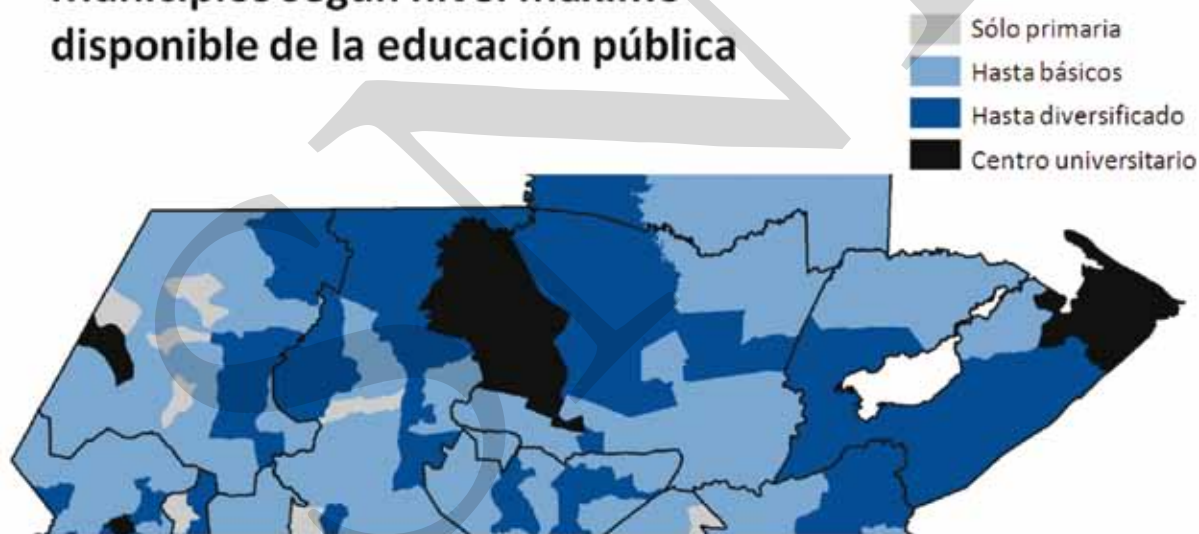 disponible de la educación pública
Sólo primaria
Hasta básicos
Hasta diversificado
Centro universitario